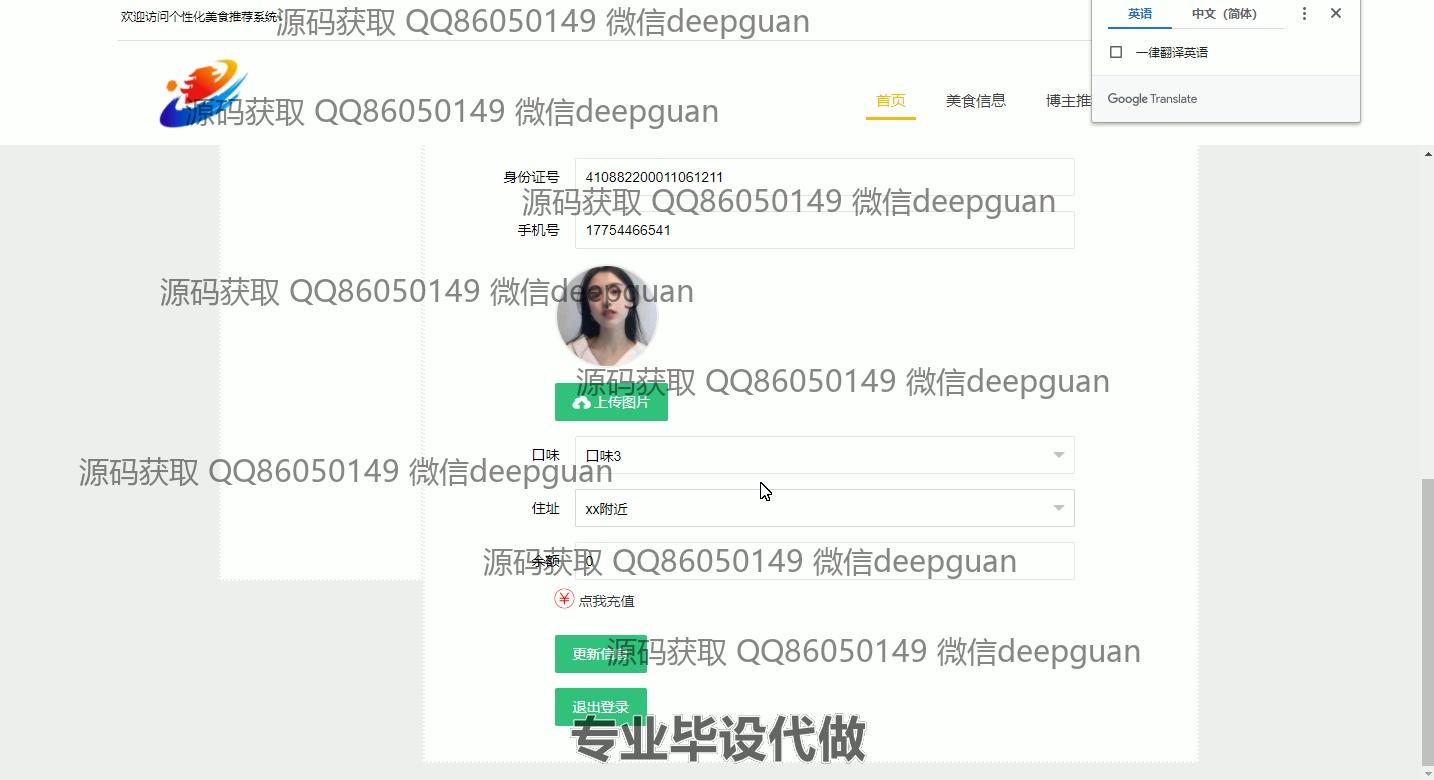 欢迎访问个性化美食推荐系统
源码获取 QQ86050149 微信deepguan
英语
中文（简体）
一律翻译英语
Google Translate
源码获取 QQ86050149 微信deepguan
首页
美食信息
博主推
身份证号
410882200011061211
源码获取 QQ86050149 微信deepguan
手机号
17754466541
源码获取 QQ86050149 微信deepguan
源码获取 QQ86050149 微信deepguan
上传图片
口味
口味3
源码获取 QQ86050149 微信deepguan
住址
xx附近
余额
0
源码获取 QQ86050149 微信deepguan
¥ 点我充值
更新信息
源码获取 QQ86050149 微信deepguan
退出登录
专业毕设代做